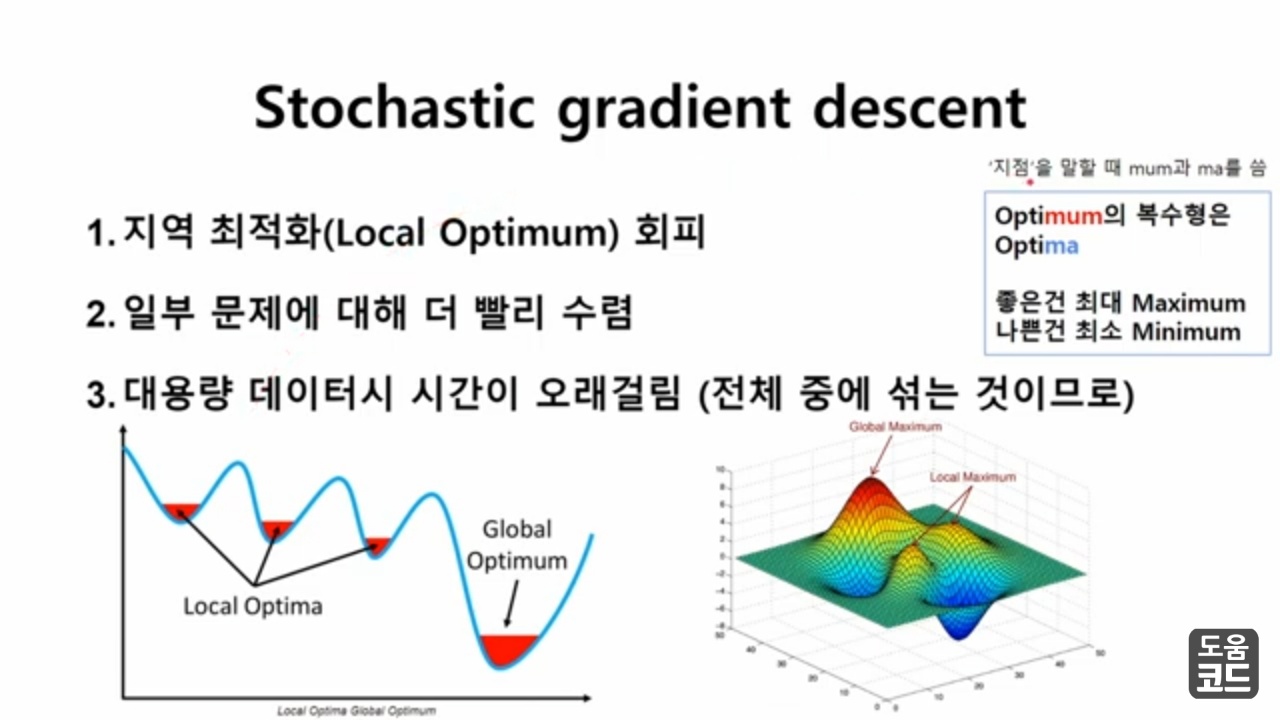 Stochastic gradient descent
'지점'을 말할 때 mum과 ma를 씀
Optimum의 복수형은
Optima
좋은건 최대 Maximum
나쁜건 최소 Minimum
1. 지역 최적화(Local Optimum) 회피
2. 일부 문제에 대해 더 빨리 수렴
3. 대용량 데이터시 시간이 오래걸림 (전체 중에 섞는 것이므로)
Global
Optimum
Local Optima
Local Optima Global Optimum
Global Maximum
Local Maximum
10
8
6
4
2
0
-2
-4
-6
-8
50
40
30
20
10
0
0
10
20
30
40
50
도움
코드